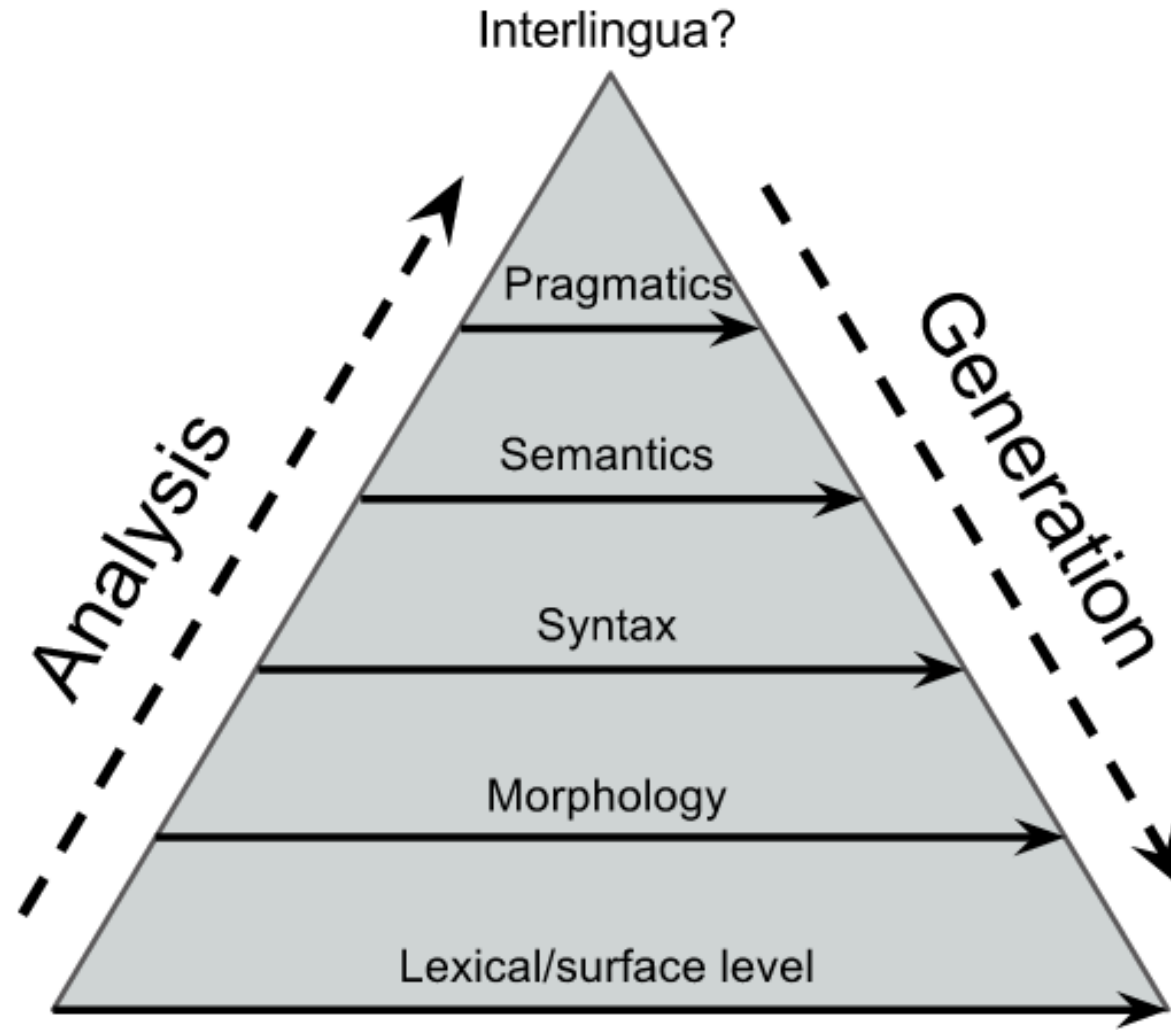 Interlingua?
Pragmatics
Semantics
Syntax
Morphology
Lexical/surface level
Analysis
Generation